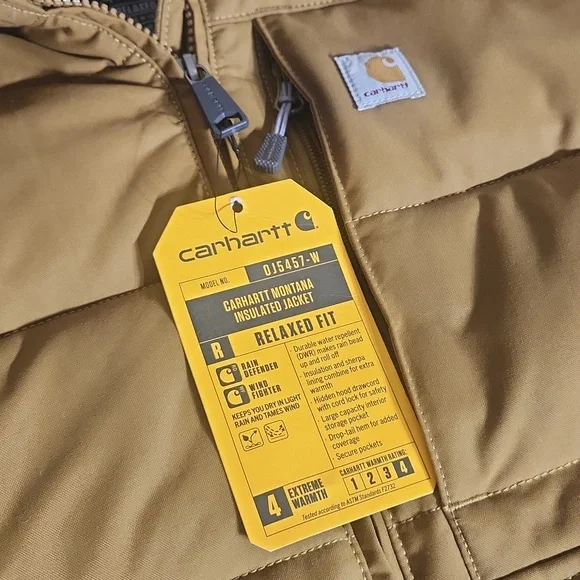 carhartt
carhartt
MODEL NO. OJ5457-W
CARHARTT MONTANA
INSULATED JACKET
R RELAXED FIT
RAIN
DEFENDER
WIND
FIGHTER
KEEPS YOU DRY IN LIGHT
RAIN AND TAMES WIND
· Durable water repellent
(DWR) makes rain bead
up and roll off
· Insulation and sherpa
lining combine for extra
warmth
· Hidden hood drawcord
with cord lock for safety
· Large capacity interior
storage pocket
· Drop-tail hem for added
coverage
· Secure pockets
4 EXTREME
WARMTH
CARHARTT WARMTH RATING:
1 2 3 4
Tested according to ASTM Standards F2732